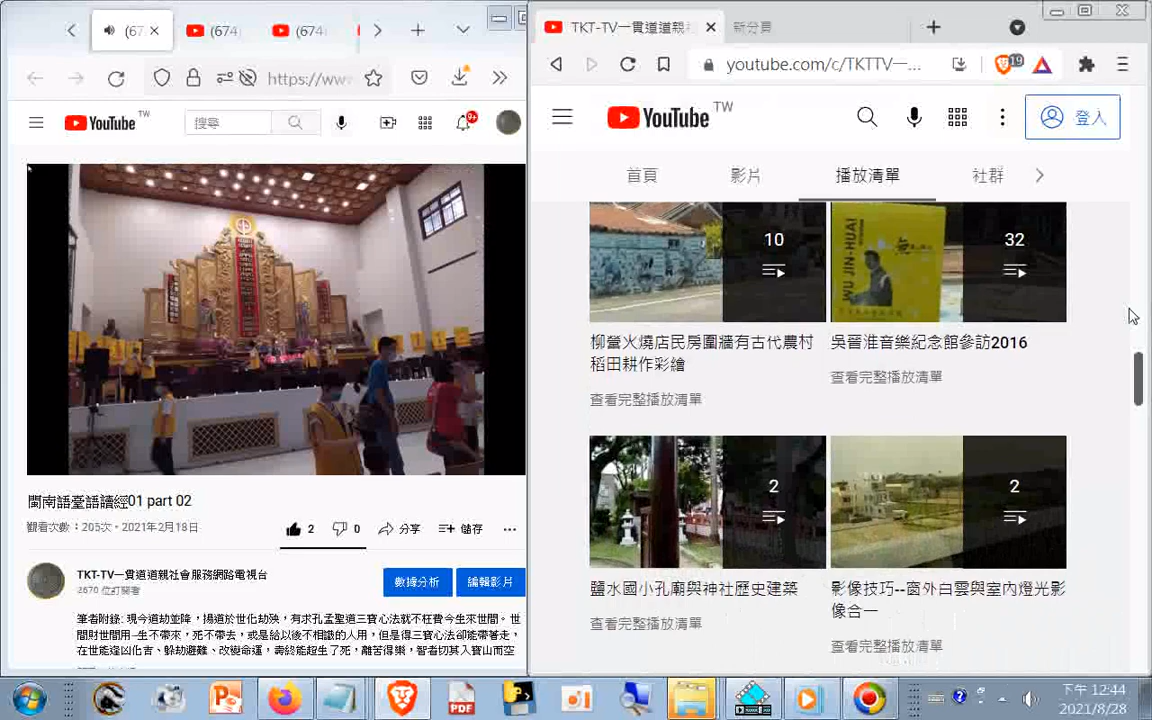 (67
(674)
(674
https://www
YouTube
TW
搜尋
9+
閩南語臺語讀經01 part 02
觀看次數：205次・2021年2月18日
2
0
分享
儲存
TKT-TV一貫道道親社會服務網路電視台
2670 位訂閱者
數據分析
編輯影片
筆者附錄: 現今道劫並降，揚道於世化劫殃，有求孔孟聖道三寶心法就不枉費今生來世間。世
間財世間用--生不帶來，死不帶去，或是給以後不相識的人用，但是得三寶心法卻能帶著走，
在世能逢凶化吉、躲劫避難、改變命運，壽終能超生了死，離苦得樂，智者切莫入寶山而空
TKT-TV一貫道道親社
新分頁
youtube.com/c/TKTTV一...
19
YouTube
TW
登入
首頁
影片
播放清單
社群
10
柳營火燒店民房圍牆有古代農村
稻田耕作彩繪
查看完整播放清單
WU JIN-HUAI
32
吳晉淮音樂紀念館參訪2016
查看完整播放清單
2
鹽水國小孔廟與神社歷史建築
查看完整播放清單
2
影像技巧--窗外白雲與室內燈光影
像合一
查看完整播放清單
PDF
下午 12:44
2021/8/28